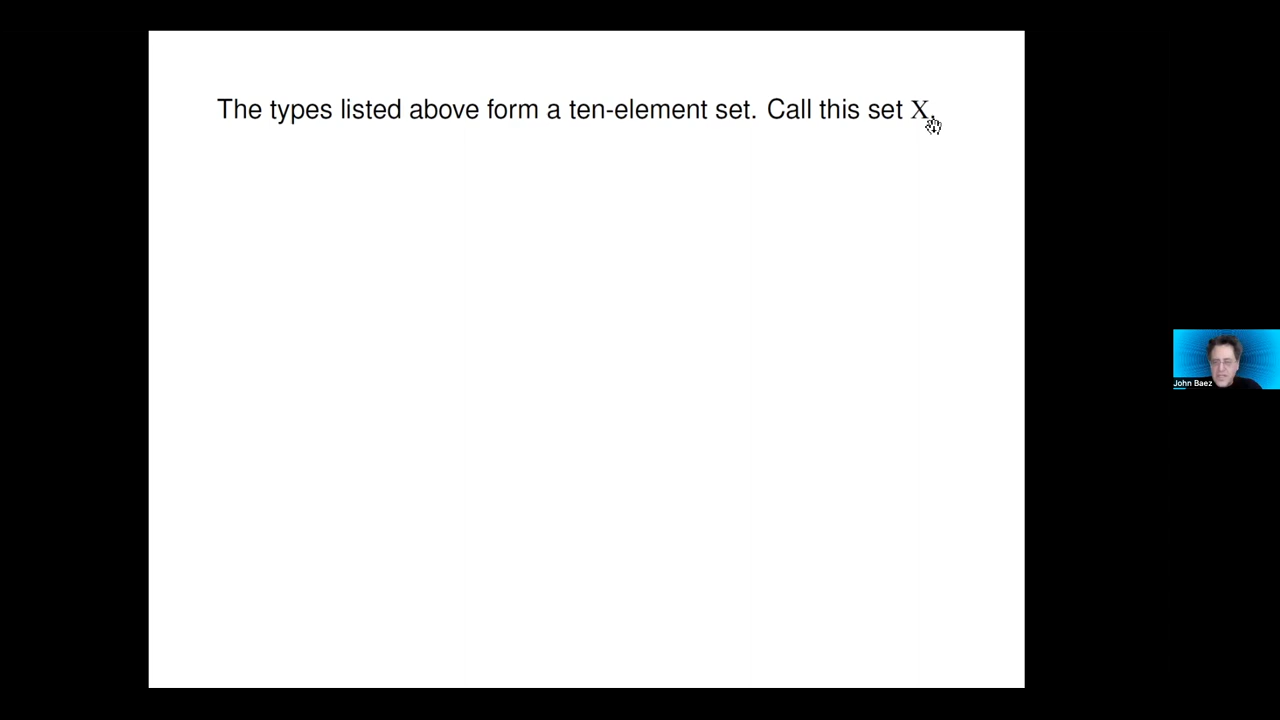 The types listed above form a ten-element set. Call this set X.
John Baez